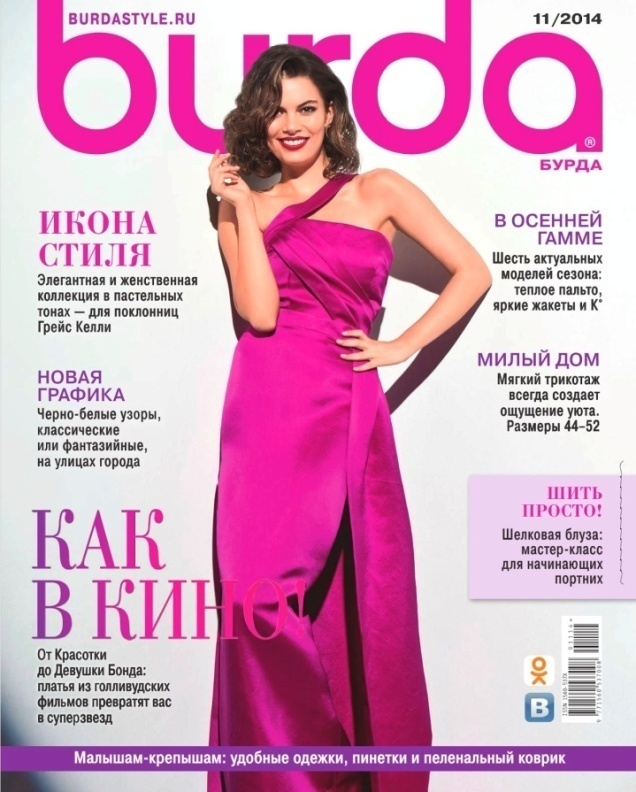 BURDASTYLE.RU
11/2014
burda
БУРДА
ИКОНА
СТИЛЯ
Элегантная и женственная
коллекция в пастельных
тонах — для поклонниц
Грейс Келли
НОВАЯ
ГРАФИКА
Черно-белые узоры,
классические
или фантазийные,
на улицах города
КАК
В КИНО!
От Красотки
до Девушки Бонда:
платья из голливудских
фильмов превратят вас
в суперзвезд
В ОСЕННЕЙ
ГАММЕ
Шесть актуальных
моделей сезона:
теплое пальто,
яркие жакеты и К°
МИЛЫЙ ДОМ
Мягкий трикотаж
всегда создает
ощущение уюта.
Размеры 44–52
ШИТЬ
ПРОСТО!
Шелковая блуза:
мастер-класс
для начинающих
портних
Малышам-крепышам: удобные одежки, пинетки и пеленальный коврик